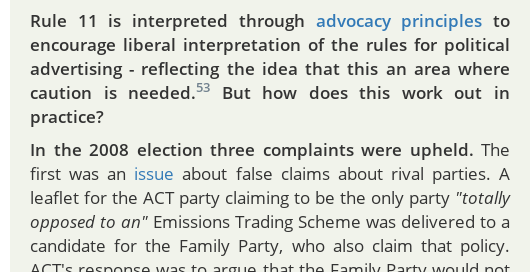 Rule 11 is interpreted through advocacy principles to
encourage liberal interpretation of the rules for political
advertising - reflecting the idea that this an area where
caution is needed.53 But how does this work out in
practice?
In the 2008 election three complaints were upheld. The
first was an issue about false claims about rival parties. A
leaflet for the ACT party claiming to be the only party "totally
opposed to an" Emissions Trading Scheme was delivered to a
candidate for the Family Party, who also claim that policy.
ACT's response was to argue that the Family Party would not